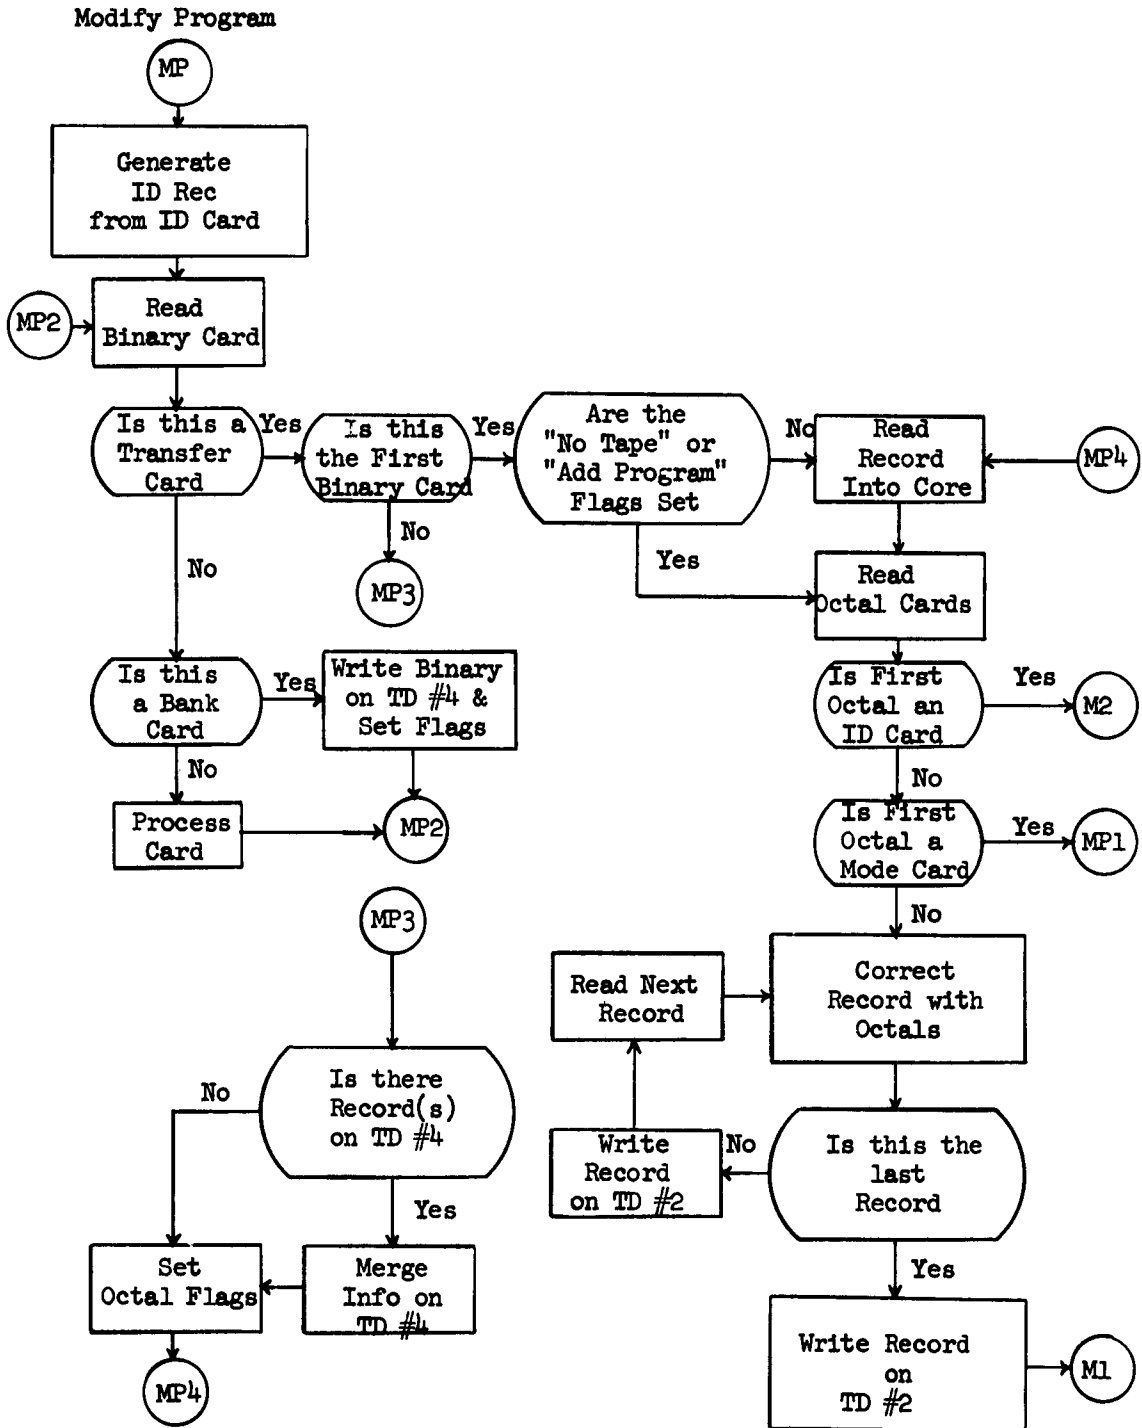 Modify Program
MP
Generate
ID Rec
from ID Card
MP2
Read
Binary Card
Is this a
Transfer
Card
Yes
Is this
the First
Binary Card
Yes
Are the
"No Tape" or
"Add Program"
Flags Set
No
Read
Record
Into Core
MP4
No
MP3
Yes
Read
Octal Cards
No
Is this
a Bank
Card
Yes
Write Binary
on TD #4 &
Set Flags
Is First
Octal an
ID Card
Yes
M2
No
Process
Card
MP2
No
Is First
Octal a
Mode Card
Yes
MP1
No
MP3
Read Next
Record
Correct
Record with
Octals
Is there
Record(s)
on TD #4
No
Yes
Write
Record
on TD #2
No
Is this the
last
Record
Yes
Set
Octal Flags
Merge
Info on
TD #4
MP4
Write Record
on
TD #2
M1